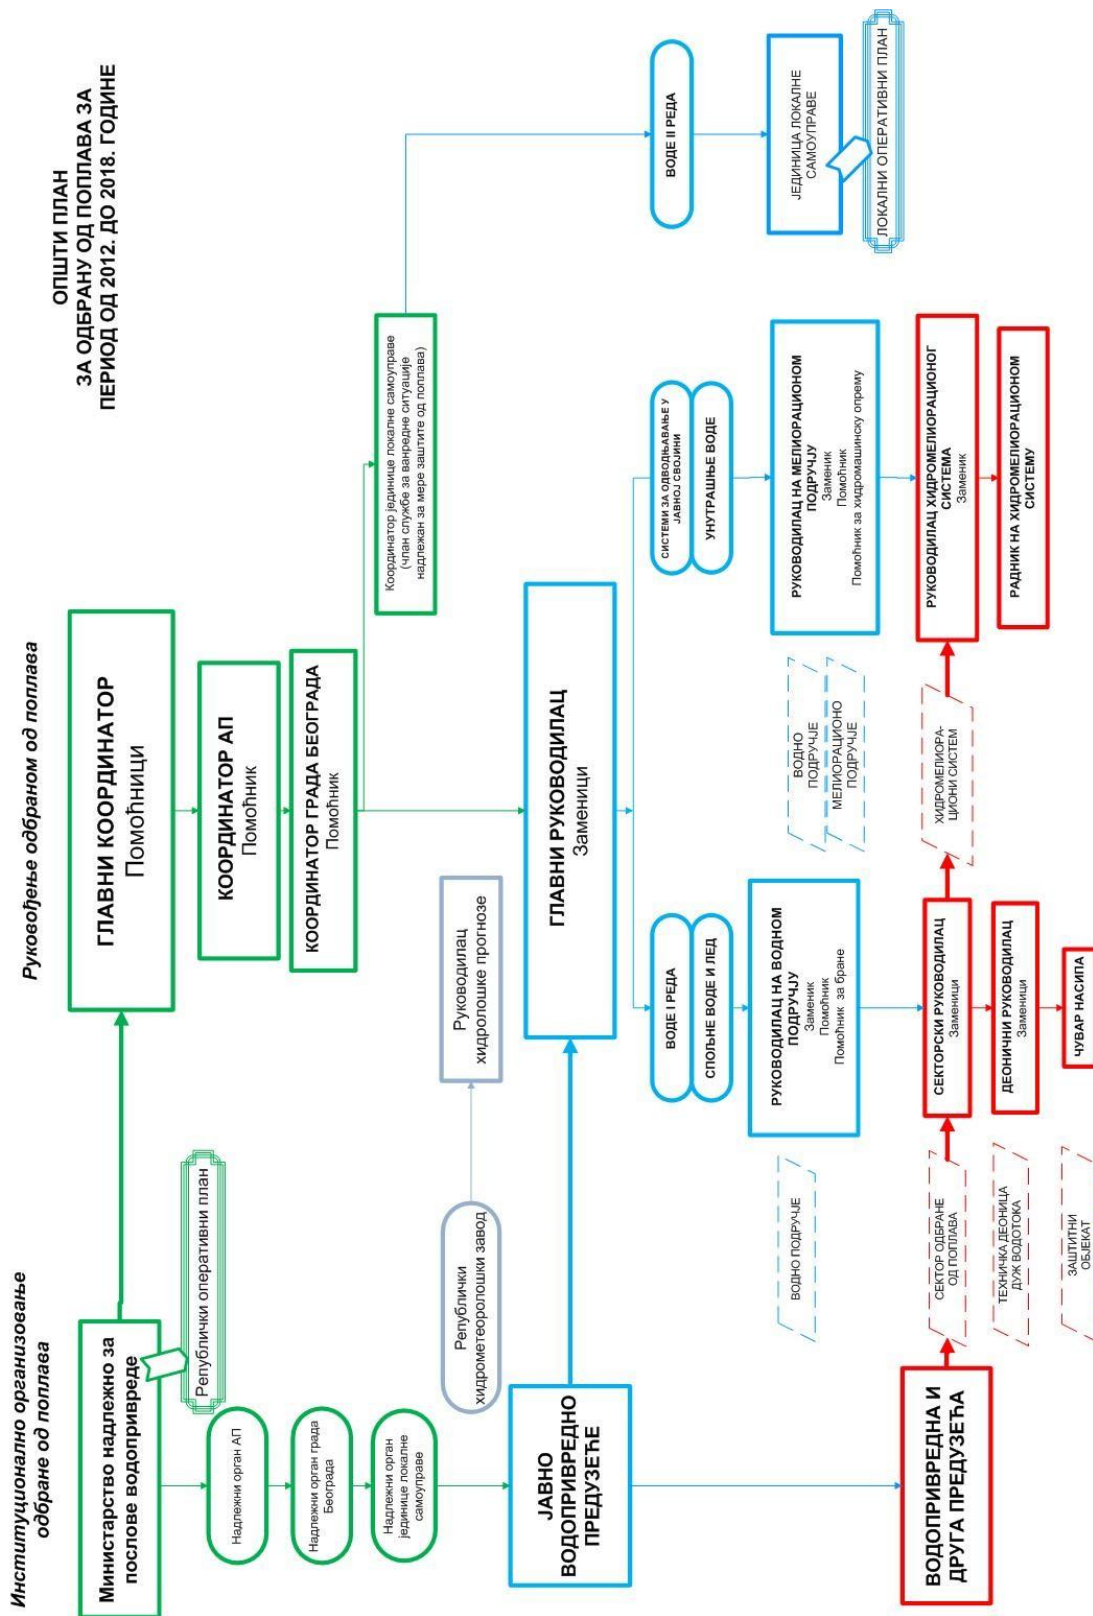 ОПШТИ ПЛАН
ЗА ОДБРАНУ ОД ПОПЛАВА ЗА
ПЕРИОД ОД 2012. ДО 2018. ГОДИНЕ
Институционално организовање
одбране од поплава
Руковођење одбраном од поплава
Министарство надлежно за
послове водопривреде
Републички оперативни план
ГЛАВНИ КООРДИНАТОР
Помоћници
Надлежни орган АП
КООРДИНАТОР АП
Помоћник
Надлежни орган града
Београда
КООРДИНАТОР ГРАДА БЕОГРАДА
Помоћник
Надлежни орган
јединице локалне
самоуправе
Координатор јединице локалне самоуправе
(члан службе за ванредне ситуације
надлежан за мере заштите од поплава)
Републички
хидрометеоролошки завод
Руководилац
хидролошке прогнозе
ЈАВНО
ВОДОПРИВРЕДНО
ПРЕДУЗЕЋЕ
ГЛАВНИ РУКОВОДИЛАЦ
Заменици
ВОДЕ I РЕДА
СПОЉНЕ ВОДЕ И ЛЕД
СИСТЕМИ ЗА ОДВОДЊАВАЊЕ У
ЈАВНОЈ СВОЈИНИ
УНУТРАШЊЕ ВОДЕ
ВОДЕ II РЕДА
ВОДНО ПОДРУЧЈЕ
РУКОВОДИЛАЦ НА ВОДНОМ
ПОДРУЧЈУ
Заменик
Помоћник
Помоћник за бране
ВОДНО
ПОДРУЧЈЕ
МЕЛИОРАЦИОНО
ПОДРУЧЈЕ
РУКОВОДИЛАЦ НА МЕЛИОРАЦИОНОМ
ПОДРУЧЈУ
Заменик
Помоћник
Помоћник за хидромашинску опрему
ЈЕДИНИЦА ЛОКАЛНЕ
САМОУПРАВЕ
ЛОКАЛНИ ОПЕРАТИВНИ ПЛАН
ВОДОПРИВРЕДНА И
ДРУГА ПРЕДУЗЕЋА
СЕКТОР ОДБРАНЕ
ОД ПОПЛАВА
СЕКТОРСКИ РУКОВОДИЛАЦ
Заменици
ХИДРОМЕЛИОРА-
ЦИОНИ СИСТЕМ
РУКОВОДИЛАЦ ХИДРОМЕЛИОРАЦИОНОГ
СИСТЕМА
Заменик
ТЕХНИЧКА ДЕОНИЦА
ДУЖ ВОДОТОКА
ДЕОНИЧНИ РУКОВОДИЛАЦ
Заменици
РАДНИК НА ХИДРОМЕЛИОРАЦИОНОМ
СИСТЕМУ
ЗАШТИТНИ
ОБЈЕКАТ
ЧУВАР НАСИПА